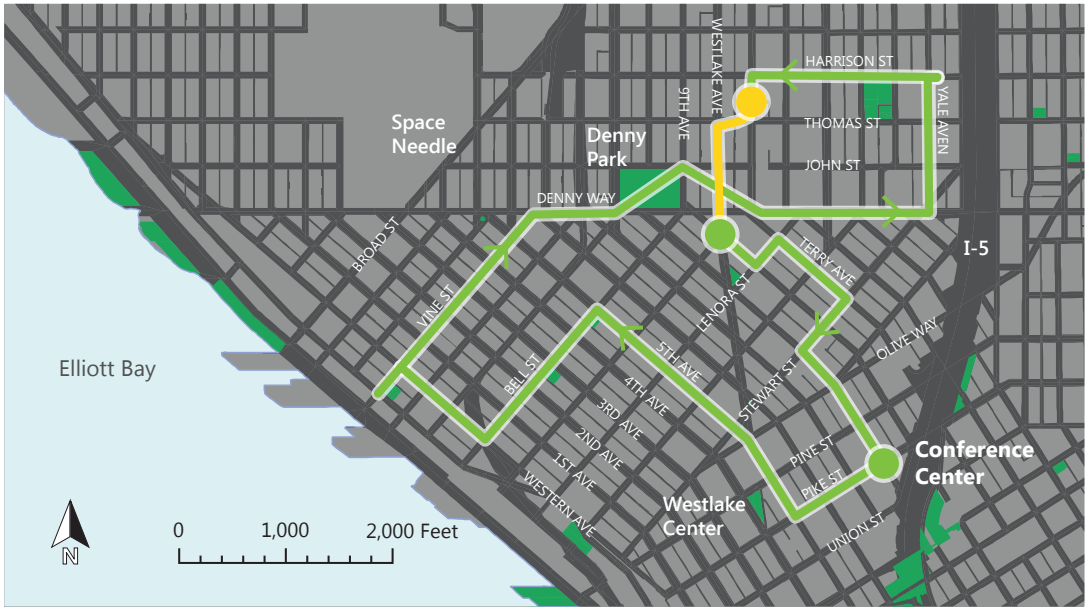 WESTLAKE AVE
HARRISON ST
9TH AVE
YALE AVEN
Space
Needle
Denny
Park
THOMAS ST
JOHN ST
DENNY WAY
BROAD ST
TERRY AVE
I-5
LENORA ST
VINE ST
OLIVE WAY
Elliott Bay
BELL ST
5TH AVE
4TH AVE
STEWART ST
3RD AVE
2ND AVE
PINE ST
Conference
Center
1ST AVE
PIKE ST
WESTERN AVE
Westlake
Center
UNION ST
0 1,000 2,000 Feet
N